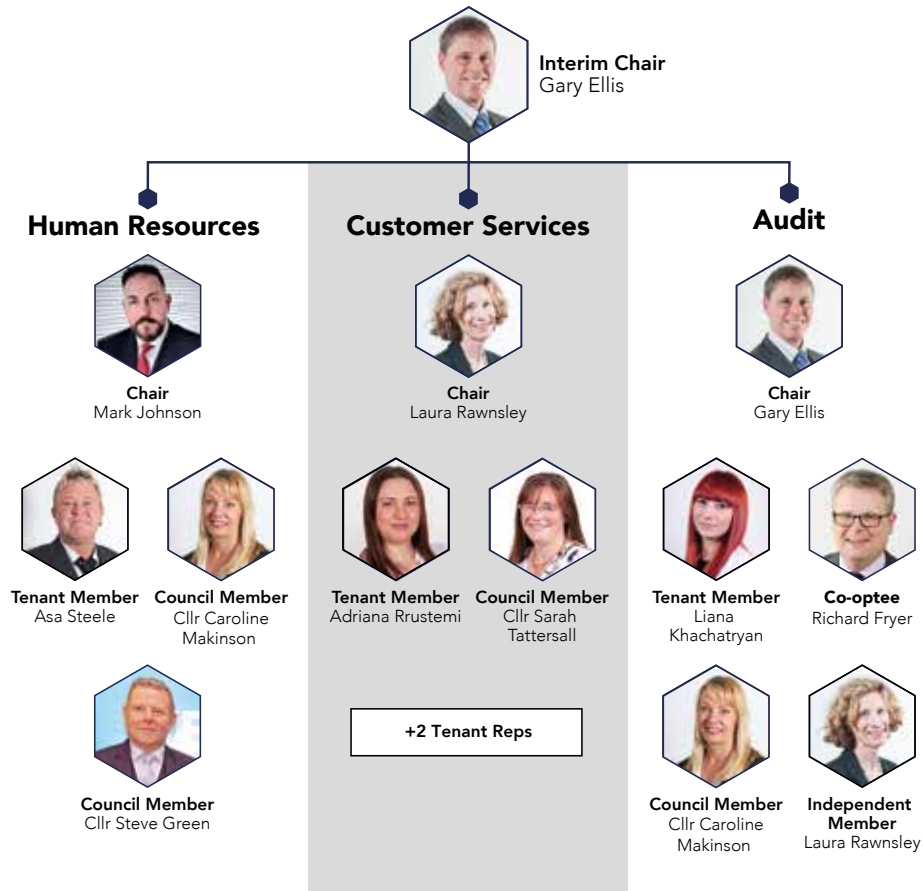 Interim Chair
Gary Ellis
Human Resources
Chair
Mark Johnson
Tenant Member
Asa Steele
Council Member
Cllr Caroline
Makinson
Council Member
Cllr Steve Green
Customer Services
Chair
Laura Rawnsley
Tenant Member
Adriana Rrustemi
Council Member
Cllr Sarah
Tattersall
+2 Tenant Reps
Audit
Chair
Gary Ellis
Tenant Member
Liana
Khachatryan
Co-optee
Richard Fryer
Council Member
Cllr Caroline
Makinson
Independent
Member
Laura Rawnsley